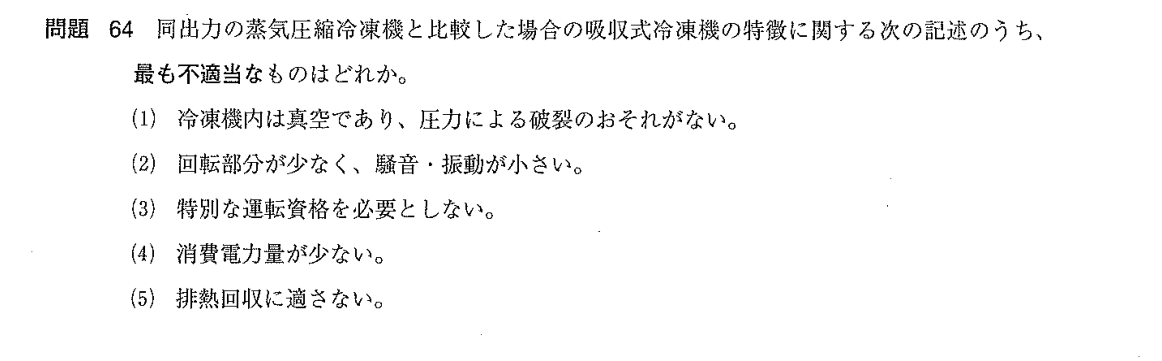 問題 64 同出力の蒸気圧縮冷凍機と比較した場合の吸収式冷凍機の特徴に関する次の記述のうち、
最も不適当なものはどれか。
(1) 冷凍機内は真空であり、圧力による破裂のおそれがない。
(2) 回転部分が少なく、騒音・振動が小さい。
(3) 特別な運転資格を必要としない。
(4) 消費電力量が少ない。
(5) 排熱回収に適さない。